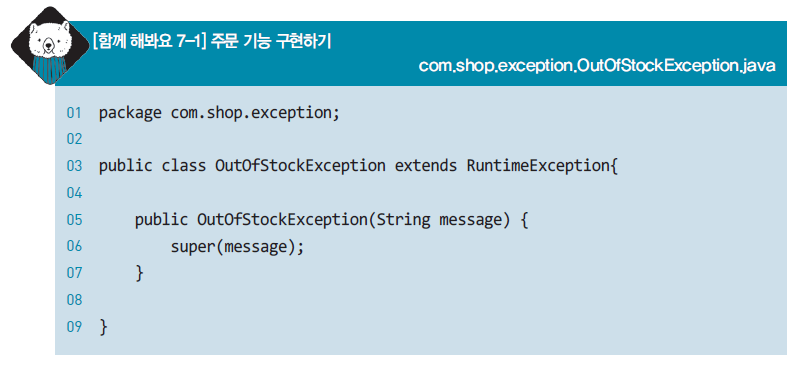 [함께 해봐요 7-1] 주문 기능 구현하기
com.shop.exception.OutOfStockException.java
01 package com.shop.exception;
02
03 public class OutOfStockException extends RuntimeException{
04
05     public OutOfStockException(String message) {
06         super(message);
07     }
08
09 }